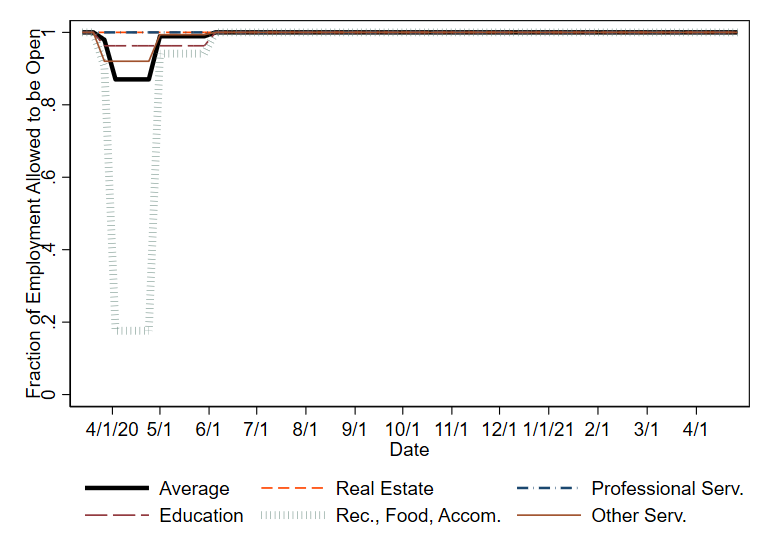 Fraction of Employment Allowed to be Open
1
.8
.6
.4
.2
0
4/1/20 5/1 6/1 7/1 8/1 9/1 10/1 11/1 12/1 1/1/21 2/1 3/1 4/1
Date
Average Real Estate Professional Serv.
Education Rec., Food, Accom. Other Serv.